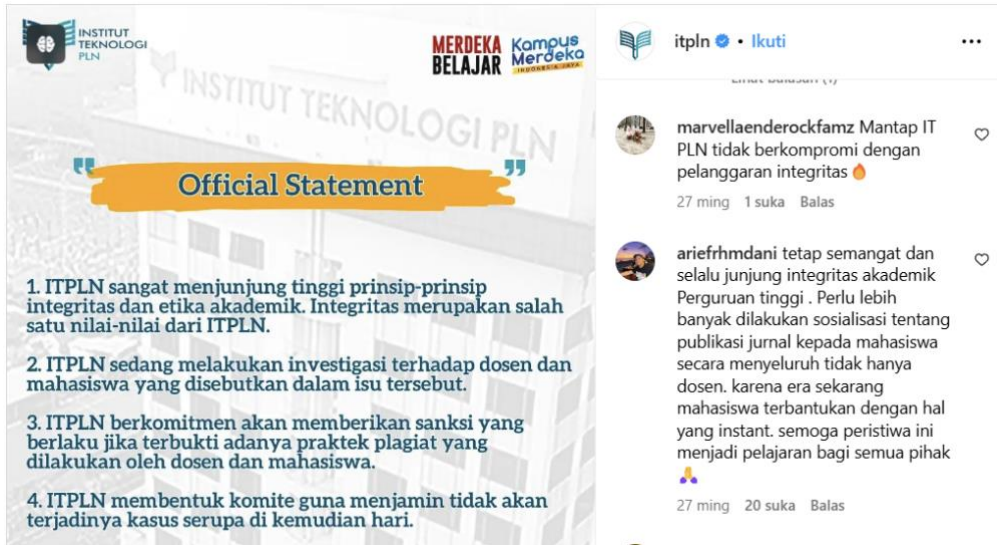 INSTITUT
TEKNOLOGI
PLN
MERDEKA
BELAJAR
Kampus
Merdeka
INDONESIA JAYA
INSTITUT TEKNOLOGI PLN
" Official Statement "
1. ITPLN sangat menjunjung tinggi prinsip-prinsip
integritas dan etika akademik. Integritas merupakan salah
satu nilai-nilai dari ITPLN.
2. ITPLN sedang melakukan investigasi terhadap dosen dan
mahasiswa yang disebutkan dalam isu tersebut.
3. ITPLN berkomitmen akan memberikan sanksi yang
berlaku jika terbukti adanya praktek plagiat yang
dilakukan oleh dosen dan mahasiswa.
4. ITPLN membentuk komite guna menjamin tidak akan
terjadinya kasus serupa di kemudian hari.
itpln • Ikuti
Lihat balasan (1)
marvellaenderockfamz Mantap IT
PLN tidak berkompromi dengan
pelanggaran integritas 🔥
27 ming 1 suka Balas
ariefrhmdani tetap semangat dan
selalu junjung integritas akademik
Perguruan tinggi . Perlu lebih
banyak dilakukan sosialisasi tentang
publikasi jurnal kepada mahasiswa
secara menyeluruh tidak hanya
dosen. karena era sekarang
mahasiswa terbantukan dengan hal
yang instant. semoga peristiwa ini
menjadi pelajaran bagi semua pihak
🙏
27 ming 20 suka Balas